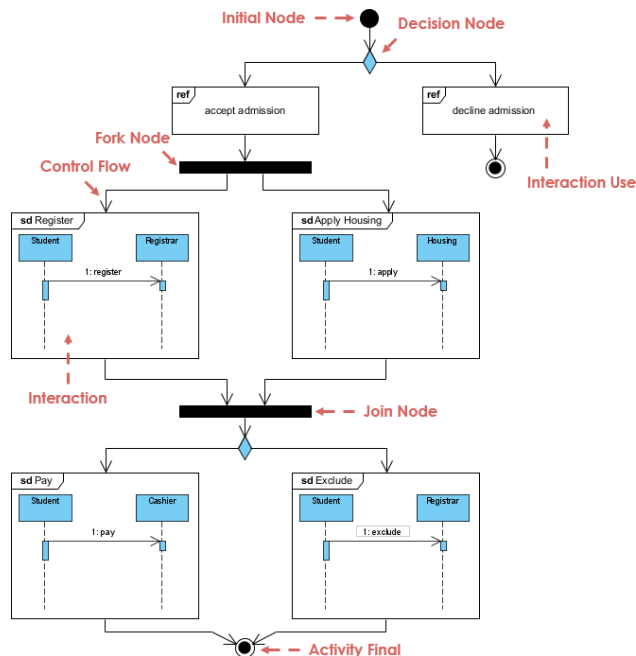 Initial Node
Decision Node
ref
accept admission
ref
decline admission
Fork Node
Control Flow
Interaction Use
sd Register
Student
Registrar
1: register
sd Apply Housing
Student
Housing
1: apply
Interaction
Join Node
sd Pay
Student
Cashier
1: pay
sd Exclude
Student
Registrar
1: exclude
Activity Final